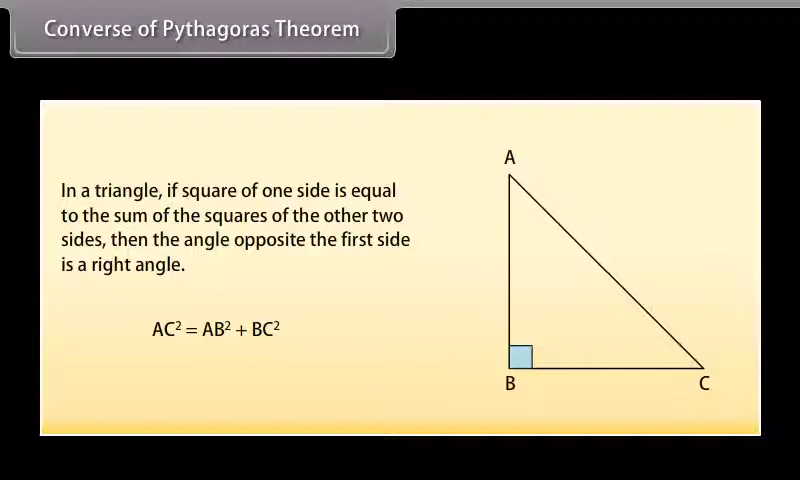 Converse of Pythagoras Theorem
A
In a triangle, if square of one side is equal
to the sum of the squares of the other two
sides, then the angle opposite the first side
is a right angle.
AC² = AB² + BC²
B
C